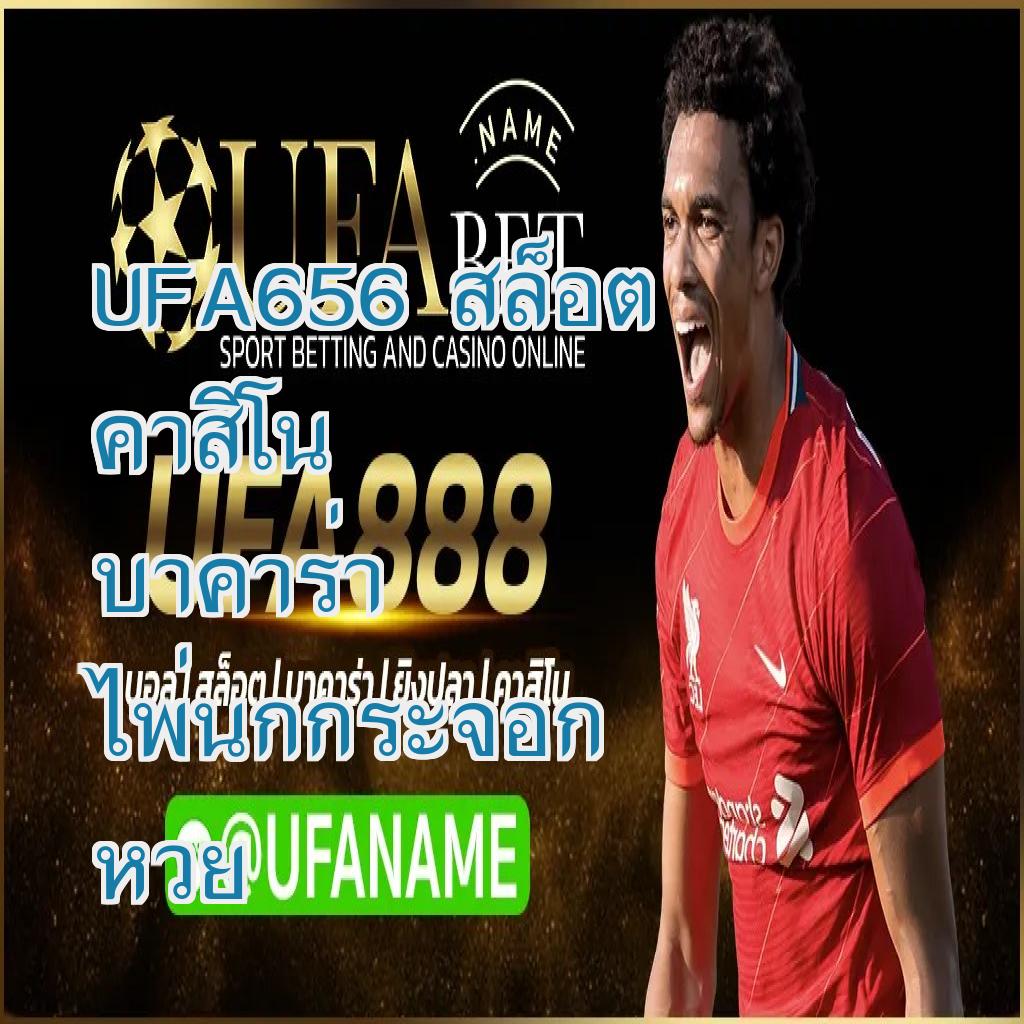 .NAME
UFA BET
UFA656 สล็อต
SPORT BETTING AND CASINO ONLINE
คาสิโน
UFA888
บาคาร่า
บอล | สล็อต | บาคาร่า | ยิงปลา | คาสิโน
ไพ่นกกระจอก
หวย
@UFANAME